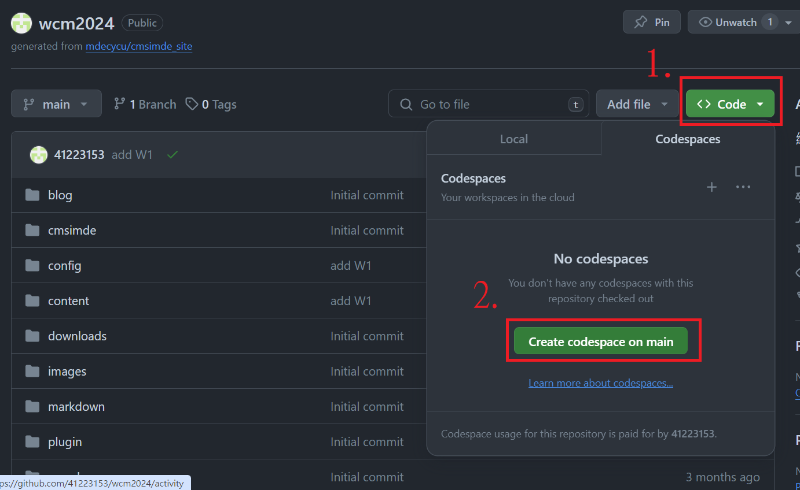 wcm2024 Public
Pin
Unwatch 1
generated from mdecycu/cmsimde_site
1.
main
1 Branch
0 Tags
Go to file
t
Add file
<> Code
41223153 add W1
Local
Codespaces
blog Initial commit
cmsimde Initial commit
config add W1
content add W1
downloads Initial commit
images Initial commit
markdown Initial commit
plugin Initial commit
Initial commit
3 months ago
Codespaces
Your workspaces in the cloud
No codespaces
You don't have any codespaces with this
repository checked out
2.
Create codespace on main
Learn more about codespaces...
Codespace usage for this repository is paid for by 41223153.
ps://github.com/41223153/wcm2024/activity